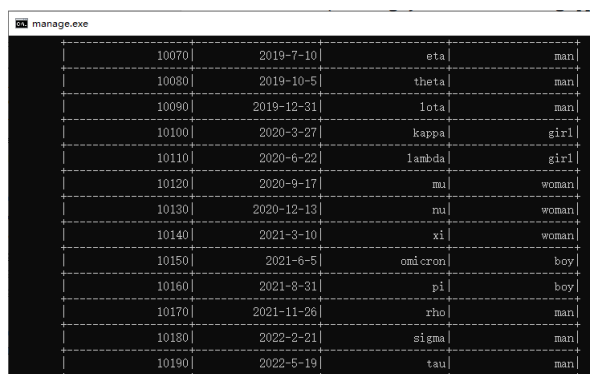 manage.exe
10070 2019-7-10 eta man
10080 2019-10-5 theta man
10090 2019-12-31 lota man
10100 2020-3-27 kappa girl
10110 2020-6-22 lambda girl
10120 2020-9-17 mu woman
10130 2020-12-13 nu woman
10140 2021-3-10 xi woman
10150 2021-6-5 omicron boy
10160 2021-8-31 pi boy
10170 2021-11-26 rho man
10180 2022-2-21 sigma man
10190 2022-5-19 tau man